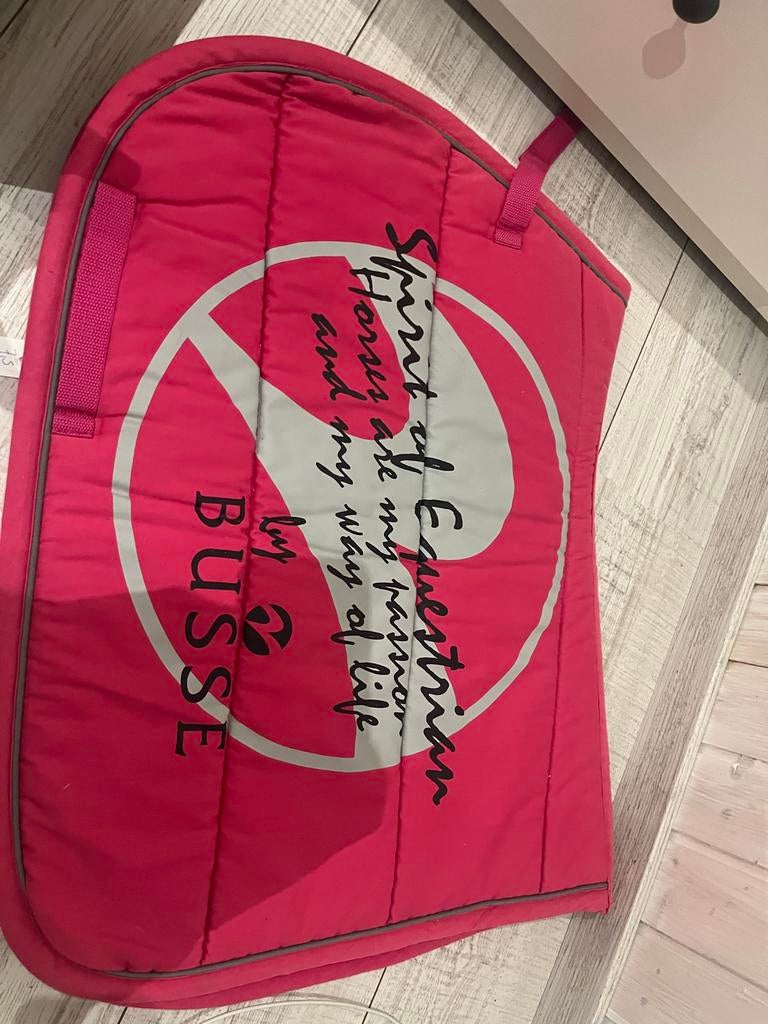 Spirit of Equestrian
Horses are my passion
and my way of life
by
BUSSE